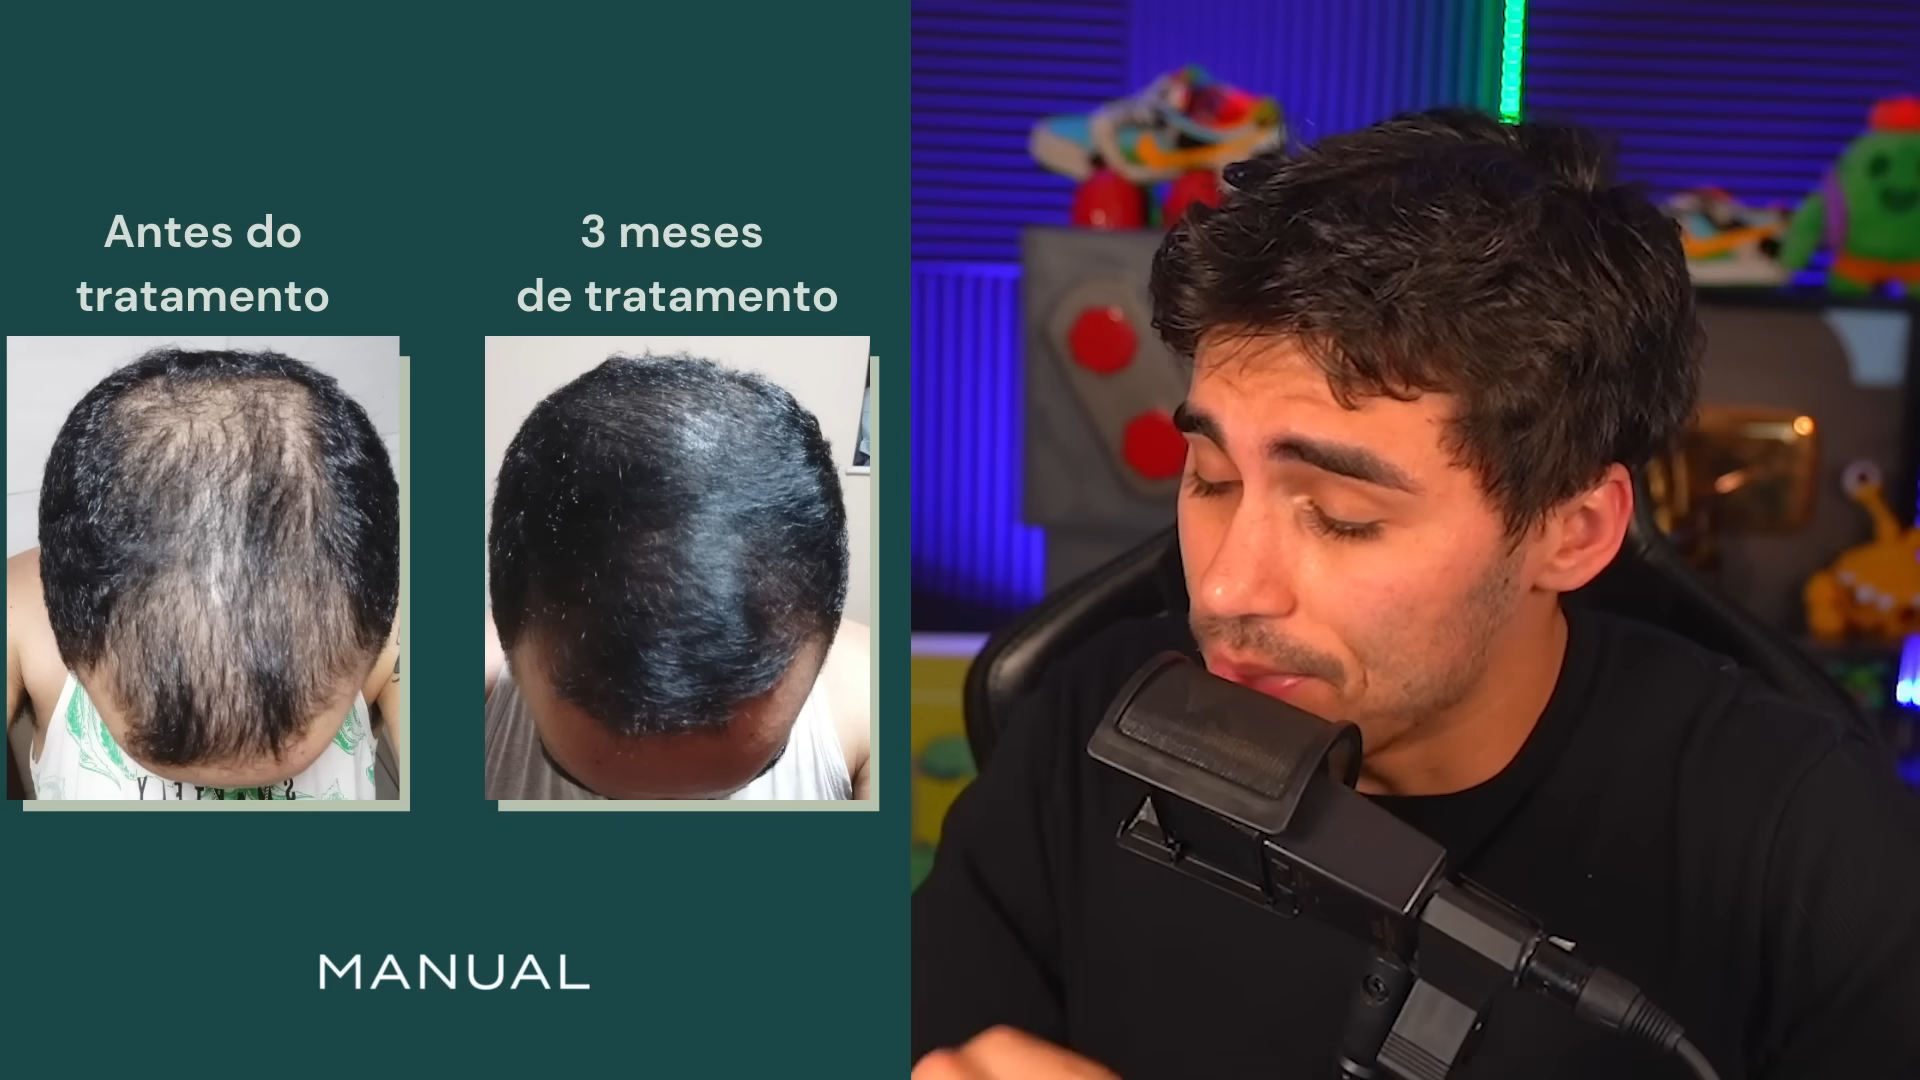 Antes do
tratamento
3 meses
de tratamento
MANUAL